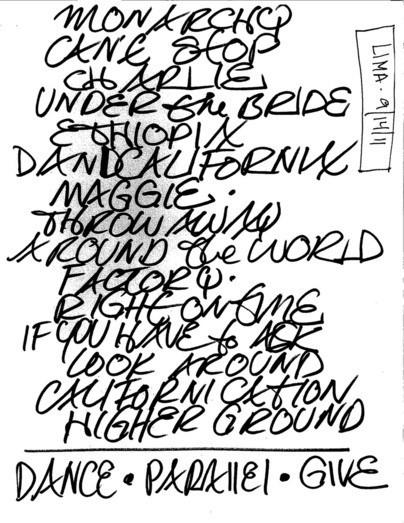 MONARCHY
CAN'T STOP
CHARLIE
UNDER the BRIDE
ETHIOPIA
DANI CALIFORNIA
MAGGIE.
THROW AWAY
AROUND the WORLD
FACTORY.
RIGHT ON TIME
IF YOU HAVE to ASK
LOOK AROUND
CALIFORNICATION
HIGHER GROUND
DANCE • PARAllEl • GIVE
LIMA • 9/14/11